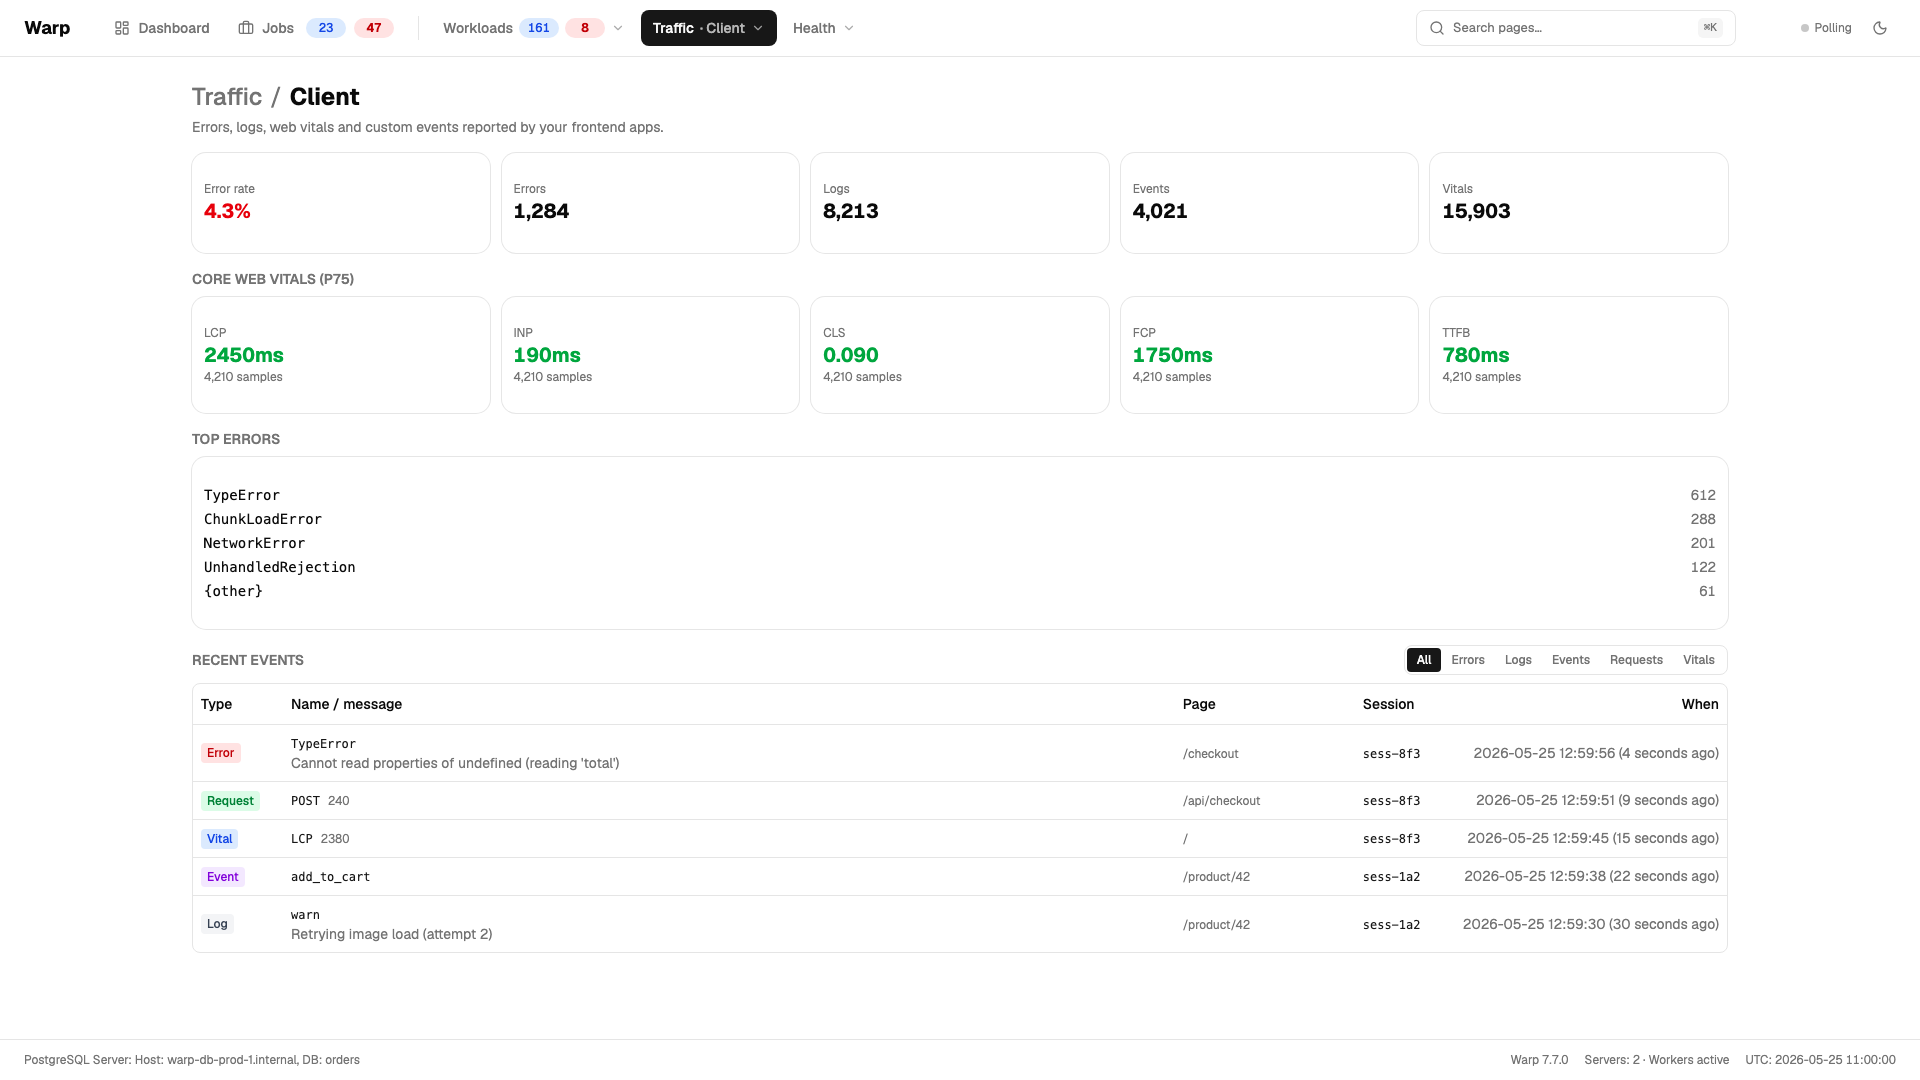 Warp Dashboard Jobs 23 47 Workloads 161 8 Traffic · Client Health Search pages... ⌘K Polling
Traffic / Client
Errors, logs, web vitals and custom events reported by your frontend apps.
Error rate Errors Logs Events Vitals
4.3% 1,284 8,213 4,021 15,903
CORE WEB VITALS (P75)
LCP INP CLS FCP TTFB
2450ms 190ms 0.090 1750ms 780ms
4,210 samples 4,210 samples 4,210 samples 4,210 samples 4,210 samples
TOP ERRORS
TypeError 612
ChunkLoadError 288
NetworkError 201
UnhandledRejection 122
{other} 61
RECENT EVENTS All Errors Logs Events Requests Vitals
Type Name / message Page Session When
Error TypeError /checkout sess-8f3 2026-05-25 12:59:56 (4 seconds ago)
Cannot read properties of undefined (reading 'total')
Request POST 240 /api/checkout sess-8f3 2026-05-25 12:59:51 (9 seconds ago)
Vital LCP 2380 / sess-8f3 2026-05-25 12:59:45 (15 seconds ago)
Event add_to_cart /product/42 sess-1a2 2026-05-25 12:59:38 (22 seconds ago)
Log warn /product/42 sess-1a2 2026-05-25 12:59:30 (30 seconds ago)
Retrying image load (attempt 2)
PostgreSQL Server: Host: warp-db-prod-1.internal, DB: orders Warp 7.7.0 Servers: 2 · Workers active UTC: 2026-05-25 11:00:00